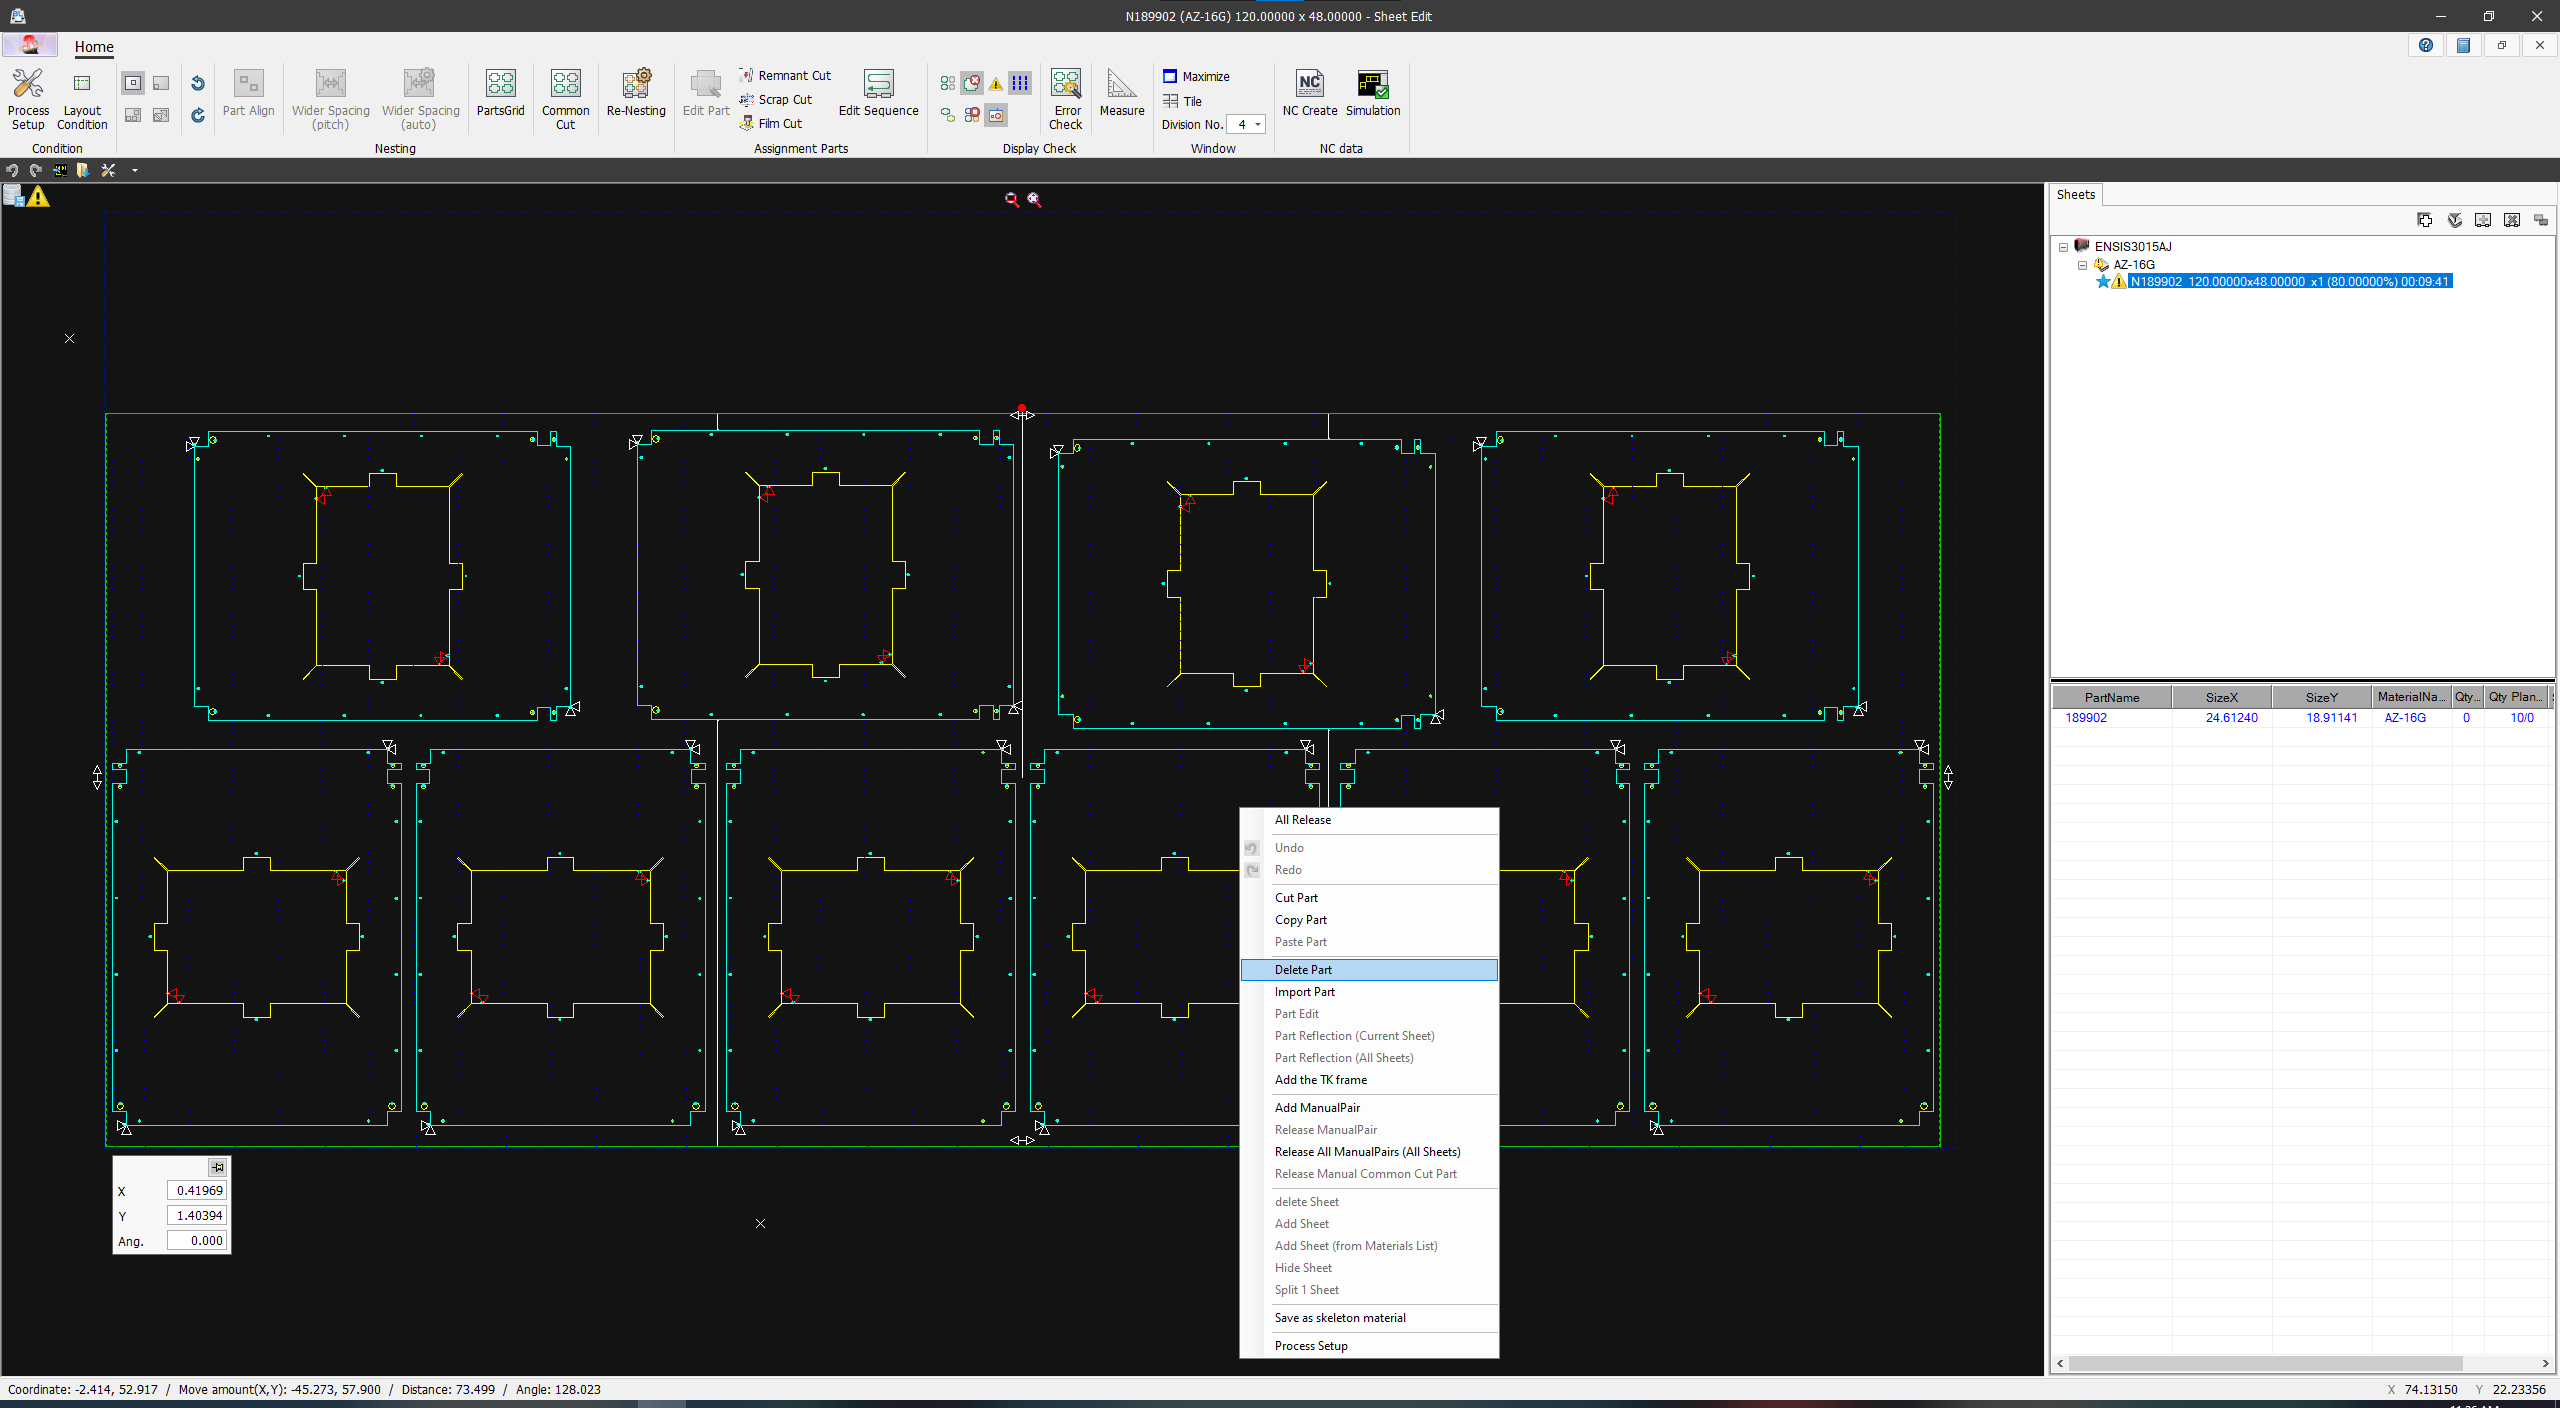 N189902 (AZ-16G) 120.00000 x 48.00000 - Sheet Edit
Home
Process Setup
Layout Condition
Condition
Part Align
Wider Spacing (pitch)
Wider Spacing (auto)
PartsGrid
Common Cut
Re-Nesting
Nesting
Edit Part
Remnant Cut
Scrap Cut
Film Cut
Edit Sequence
Assignment Parts
Error Check
Display Check
Measure
Maximize
Tile
Division No. 4
Window
NC
NC Create
Simulation
NC data
Sheets
ENSIS3015AJ
AZ-16G
N189902 120.00000x48.00000 x1 (80.00000%) 00:09:41
PartName SizeX SizeY MaterialNa... Qty... Qty Plan...
189902 24.61240 18.91141 AZ-16G 0 10/0
All Release
Undo
Redo
Cut Part
Copy Part
Paste Part
Delete Part
Import Part
Part Edit
Part Reflection (Current Sheet)
Part Reflection (All Sheets)
Add the TK frame
Add ManualPair
Release ManualPair
Release All ManualPairs (All Sheets)
Release Manual Common Cut Part
delete Sheet
Add Sheet
Add Sheet (from Materials List)
Hide Sheet
Split 1 Sheet
Save as skeleton material
Process Setup
X 0.41969
Y 1.40394
Ang. 0.000
Coordinate: -2.414, 52.917 / Move amount(X,Y): -45.273, 57.900 / Distance: 73.499 / Angle: 128.023
X 74.13150 Y 22.23356